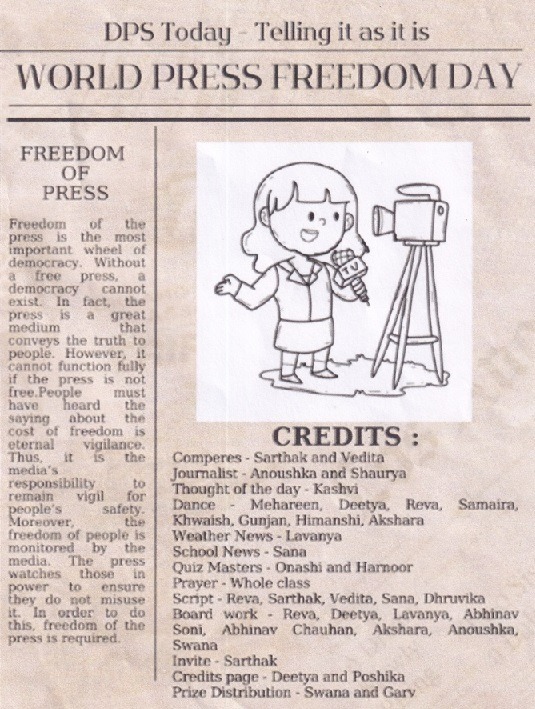 DPS Today - Telling it as it is
WORLD PRESS FREEDOM DAY
FREEDOM
OF
PRESS
Freedom of the
press is the most
important wheel of
democracy. Without
a free press, a
democracy cannot
exist. In fact, the
press is a great
medium that
conveys the truth to
people. However, it
cannot function fully
if the press is not
free.People must
have heard the
saying about the
cost of freedom is
eternal vigilance.
Thus, it is the
media's
responsibility to
remain vigil for
people's safety.
Moreover, the
freedom of people is
monitored by the
media. The press
watches those in
power to ensure
they do not misuse
it. In order to do
this, freedom of the
press is required.
TV
CREDITS :
Comperes - Sarthak and Vedita
Journalist - Anoushka and Shaurya
Thought of the day - Kashvi
Dance - Mehareen, Deetya, Reva, Samaira,
Khwaish, Gunjan, Himanshi, Akshara
Weather News - Lavanya
School News - Sana
Quiz Masters - Onashi and Harnoor
Prayer - Whole class
Script - Reva, Sarthak, Vedita, Sana, Dhruvika
Board work - Reva, Deetya, Lavanya, Abhinav
Soni, Abhinav Chauhan, Akshara, Anoushka,
Swana
Invite - Sarthak
Credits page - Deetya and Poshika
Prize Distribution - Swana and Garv